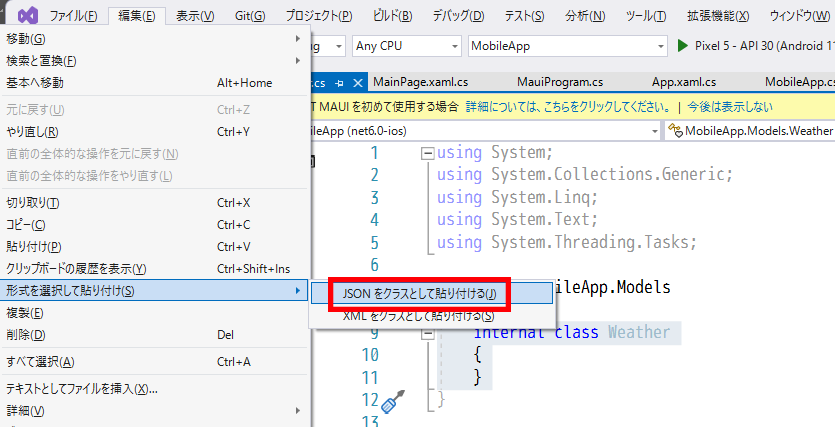 ファイル(F) 編集(E) 表示(V) Git(G) プロジェクト(P) ビルド(B) デバッグ(D) テスト(S) 分析(N) ツール(T) 拡張機能(X) ウィンドウ(W)
Any CPU MobileApp Pixel 5 - API 30 (Android 11
.cs MainPage.xaml.cs MauiProgram.cs App.xaml.cs MobileApp.cs
T MAUI を初めて使用する場合 詳細については、こちらをクリックしてください。 | 今後は表示しない
ileApp (net6.0-ios) MobileApp.Models.Weather
移動(G)
検索と置換(F)
基本へ移動 Alt+Home
元に戻す(U) Ctrl+Z
やり直し(R) Ctrl+Y
直前の全体的な操作を元に戻す(N)
直前の全体的な操作をやり直す(L)
切り取り(T) Ctrl+X
コピー(C) Ctrl+C
貼り付け(P) Ctrl+V
クリップボードの履歴を表示(Y) Ctrl+Shift+Ins
形式を選択して貼り付け(S)
複製(E)
削除(D) Del
すべて選択(A) Ctrl+A
テキストとしてファイルを挿入(X)...
詳細(V)
JSON をクラスとして貼り付ける(J)
XML をクラスとして貼り付ける(S)
1 using System;
2 using System.Collections.Generic;
3 using System.Linq;
4 using System.Text;
5 using System.Threading.Tasks;
6
bileApp.Models
9 internal class Weather
10 {
11 }
12 }
13